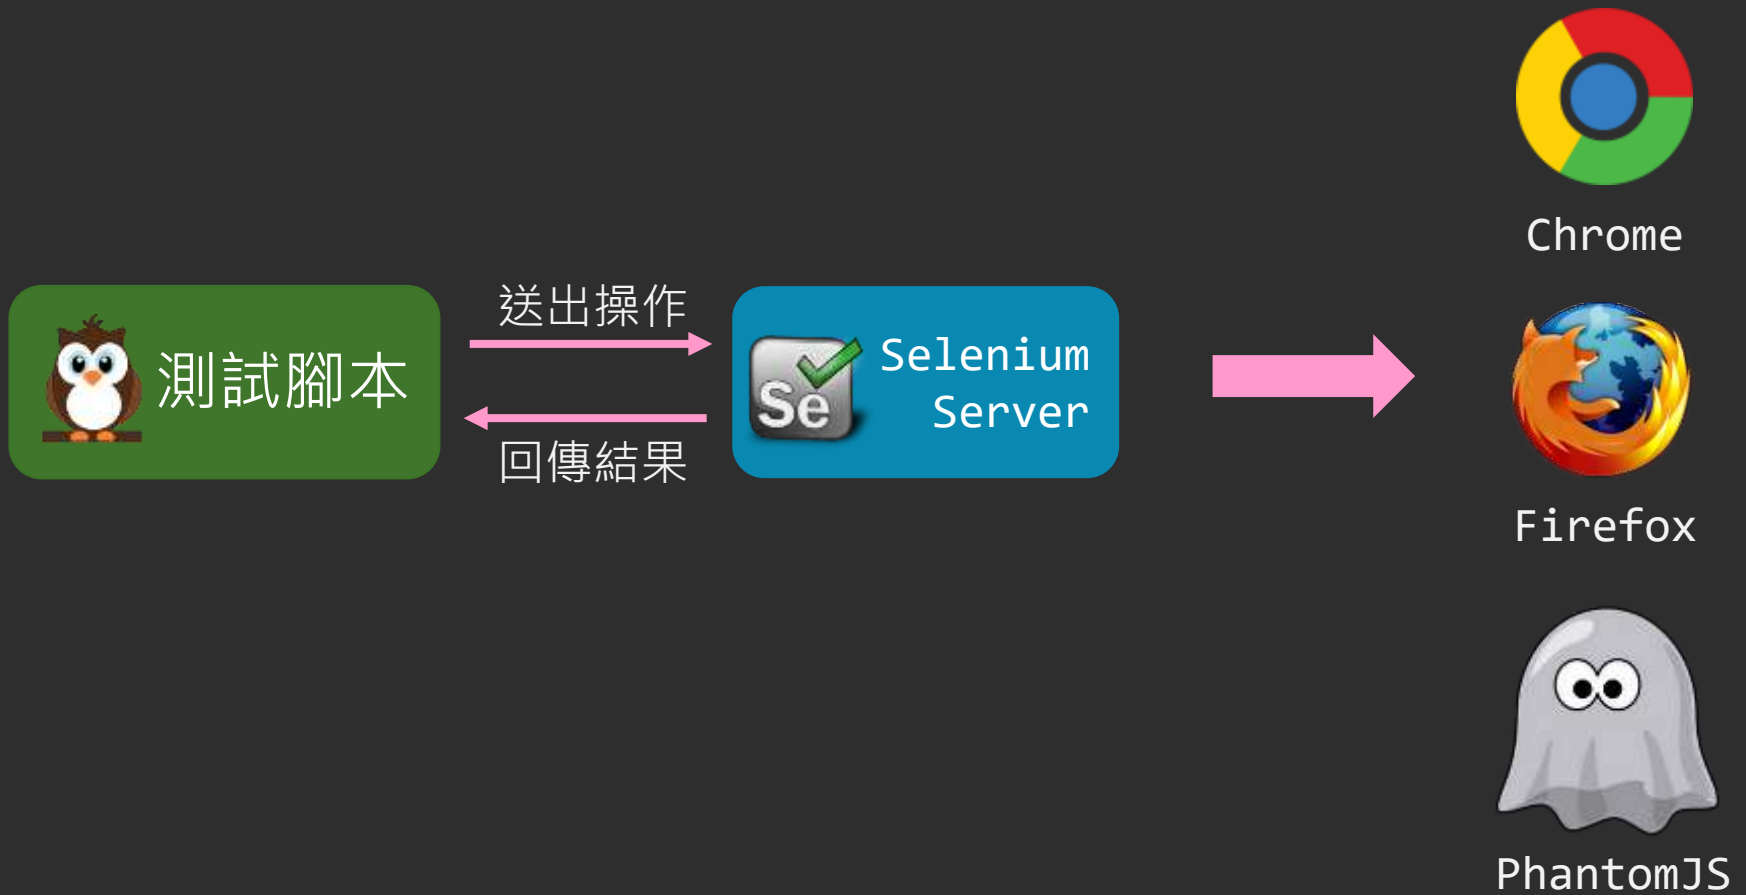 測試腳本
送出操作
回傳結果
Se
Selenium
Server
Chrome
Firefox
PhantomJS